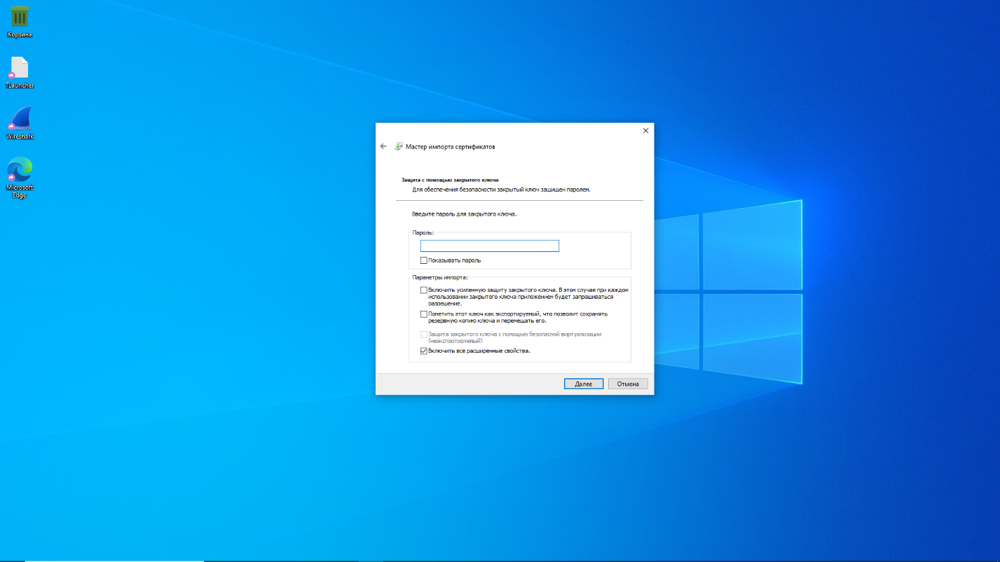 Корзина
TLauncher
Wireshark
Microsoft
Edge
Мастер импорта сертификатов
Защита с помощью закрытого ключа
Для обеспечения безопасности закрытый ключ защищен паролем.
Введите пароль для закрытого ключа.
Пароль:
Показывать пароль
Параметры импорта:
Включить усиленную защиту закрытого ключа. В этом случае при каждом
использовании закрытого ключа приложением будет запрашиваться
разрешение.
Пометить этот ключ как экспортируемый, что позволит сохранять
резервную копию ключа и перемещать его.
Защита закрытого ключа с помощью безопасной виртуализации
(неэкспортируемый)
Включить все расширенные свойства.
Далее
Отмена